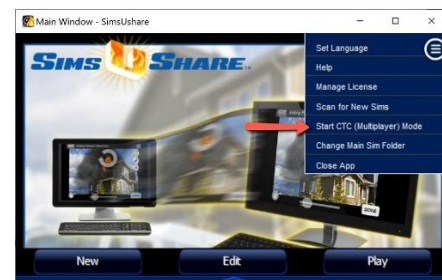 Main Window - SimsUshare
SIMS U SHARE
Set Language
Help
Manage License
Scan for New Sims
Start CTC (Multiplayer) Mode
Change Main Sim Folder
Close App
New
Edit
Play